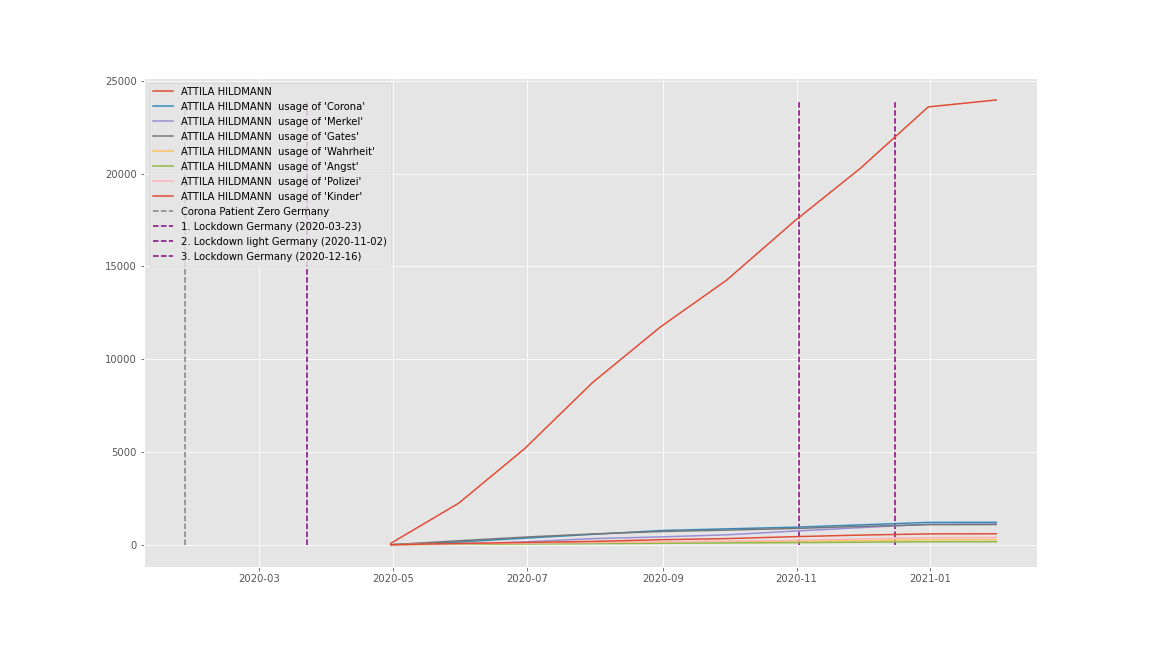 25000
20000
15000
10000
5000
0
ATTILA HILDMANN
ATTILA HILDMANN  usage of 'Corona'
ATTILA HILDMANN  usage of 'Merkel'
ATTILA HILDMANN  usage of 'Gates'
ATTILA HILDMANN  usage of 'Wahrheit'
ATTILA HILDMANN  usage of 'Angst'
ATTILA HILDMANN  usage of 'Polizei'
ATTILA HILDMANN  usage of 'Kinder'
Corona Patient Zero Germany
1. Lockdown Germany (2020-03-23)
2. Lockdown light Germany (2020-11-02)
3. Lockdown Germany (2020-12-16)
2020-03 2020-05 2020-07 2020-09 2020-11 2021-01